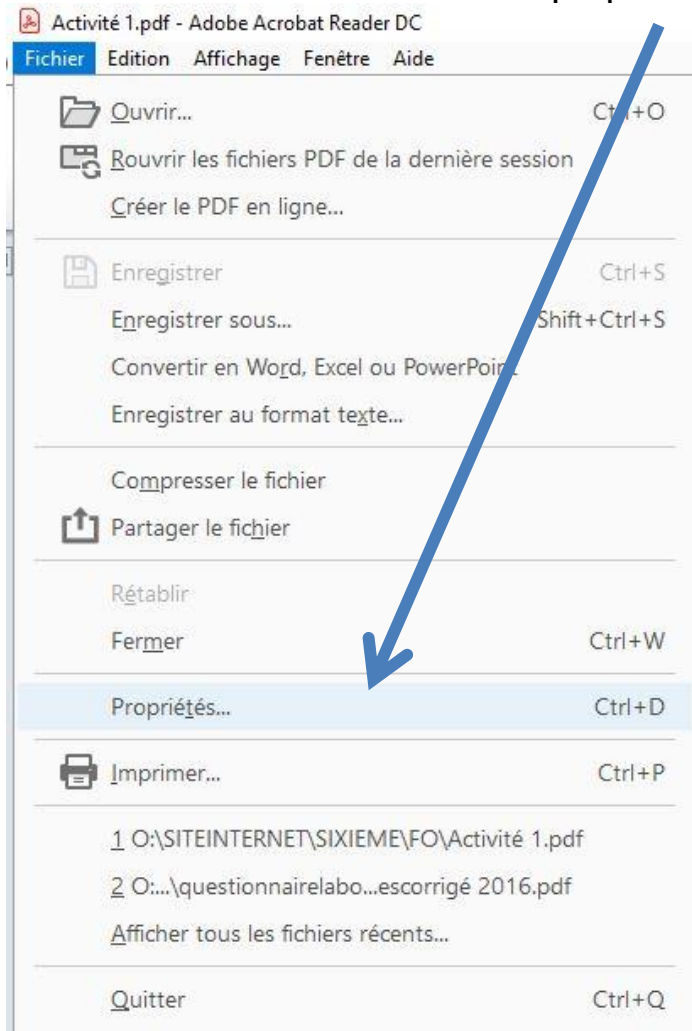 Activité 1.pdf - Adobe Acrobat Reader DC
Fichier Edition Affichage Fenêtre Aide
Ouvrir... Ctrl+O
Rouvrir les fichiers PDF de la dernière session
Créer le PDF en ligne...
Enregistrer Ctrl+S
Enregistrer sous... Shift+Ctrl+S
Convertir en Word, Excel ou PowerPoint
Enregistrer au format texte...
Compresser le fichier
Partager le fichier
Rétablir
Fermer Ctrl+W
Propriétés... Ctrl+D
Imprimer... Ctrl+P
1 O:\SITEINTERNET\SIXIEME\FO\Activité 1.pdf
2 O:...\questionnairelabo...escorrigé 2016.pdf
Afficher tous les fichiers récents...
Quitter Ctrl+Q